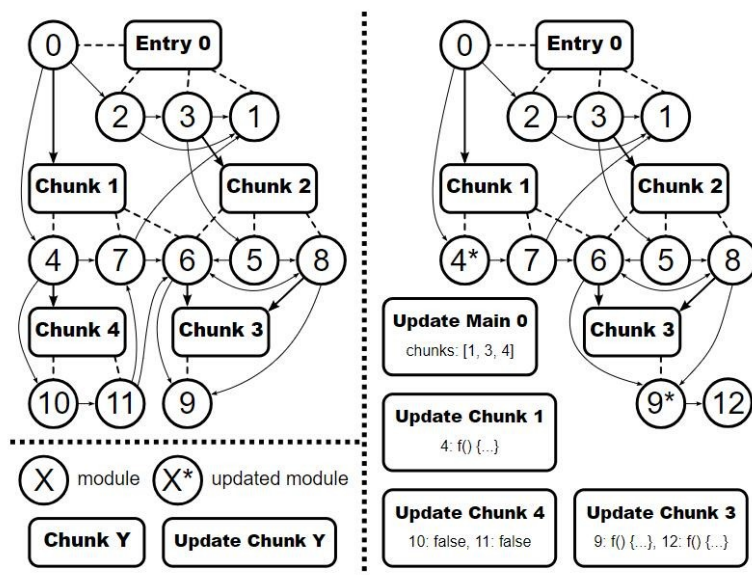 0
Entry 0
2
3
1
Chunk 1
Chunk 2
4
7
6
5
8
Chunk 4
Chunk 3
10
11
9
X
module
X*
updated module
Chunk Y
Update Chunk Y
0
Entry 0
2
3
1
Chunk 1
Chunk 2
4*
7
6
5
8
Update Main 0
chunks: [1, 3, 4]
Chunk 3
9*
12
Update Chunk 1
4: f() {...}
Update Chunk 4
10: false, 11: false
Update Chunk 3
9: f() {...}, 12: f() {...}